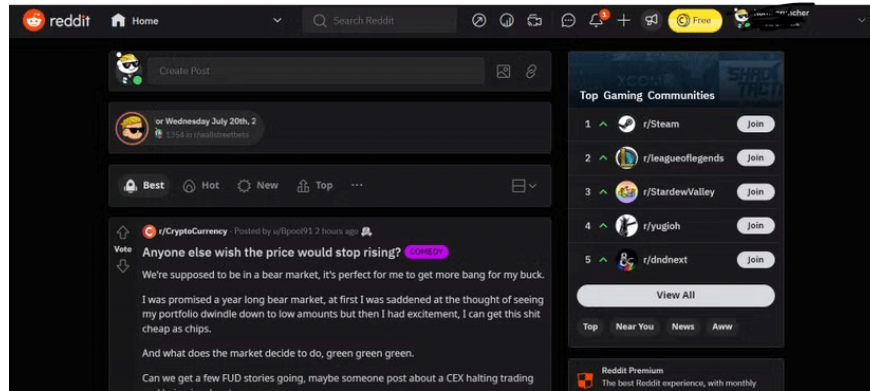 reddit Home Search Reddit 1 Free cher
Create Post
or Wednesday July 20th, 2
1354 in r/wallstreetbets
Best Hot New Top ...
r/CryptoCurrency · Posted by u/Bpool91 2 hours ago
Vote
Anyone else wish the price would stop rising? COMEDY
We're supposed to be in a bear market, it's perfect for me to get more bang for my buck.
I was promised a year long bear market, at first I was saddened at the thought of seeing
my portfolio dwindle down to low amounts but then I had excitement, I can get this shit
cheap as chips.
And what does the market decide to do, green green green.
Can we get a few FUD stories going, maybe someone post about a CEX halting trading
Top Gaming Communities
1 r/Steam Join
2 r/leagueoflegends Join
3 r/StardewValley Join
4 r/yugioh Join
5 r/dndnext Join
View All
Top Near You News Aww
Reddit Premium
The best Reddit experience, with monthly